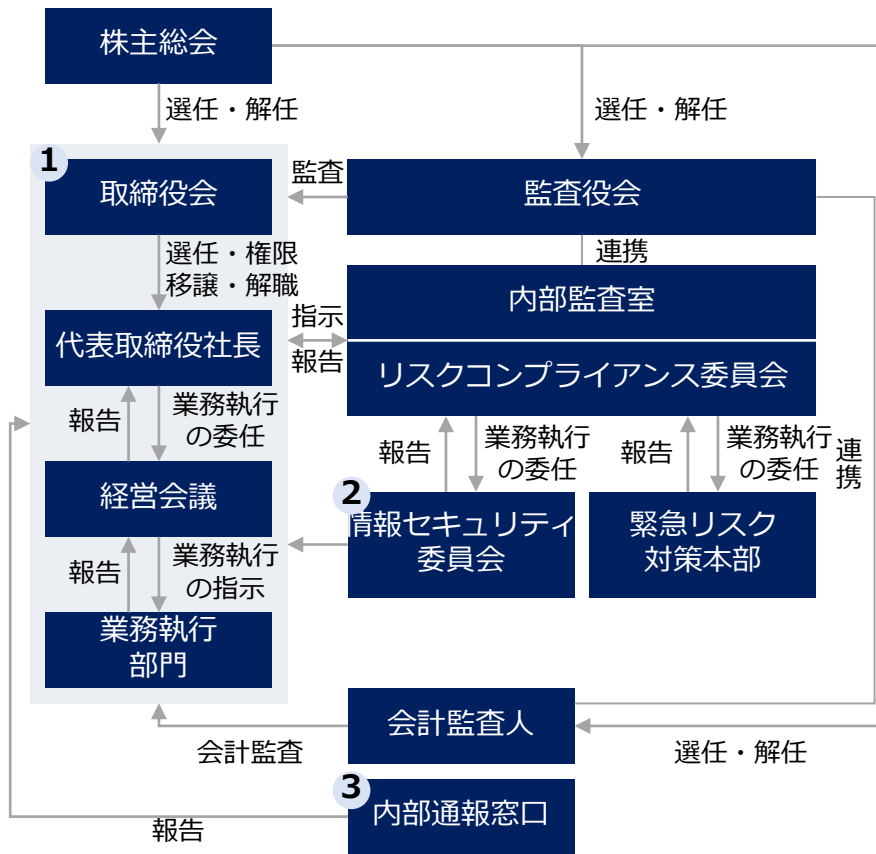 株主総会
選任・解任
選任・解任
1
取締役会
監査
監査役会
選任・権限
移譲・解職
連携
内部監査室
指示
報告
代表取締役社長
リスクコンプライアンス委員会
報告
業務執行
の委任
報告
業務執行
の委任
報告
業務執行
の委任
連携
経営会議
2
情報セキュリティ
委員会
緊急リスク
対策本部
報告
業務執行
の指示
業務執行
部門
会計監査人
会計監査
選任・解任
3
内部通報窓口
報告